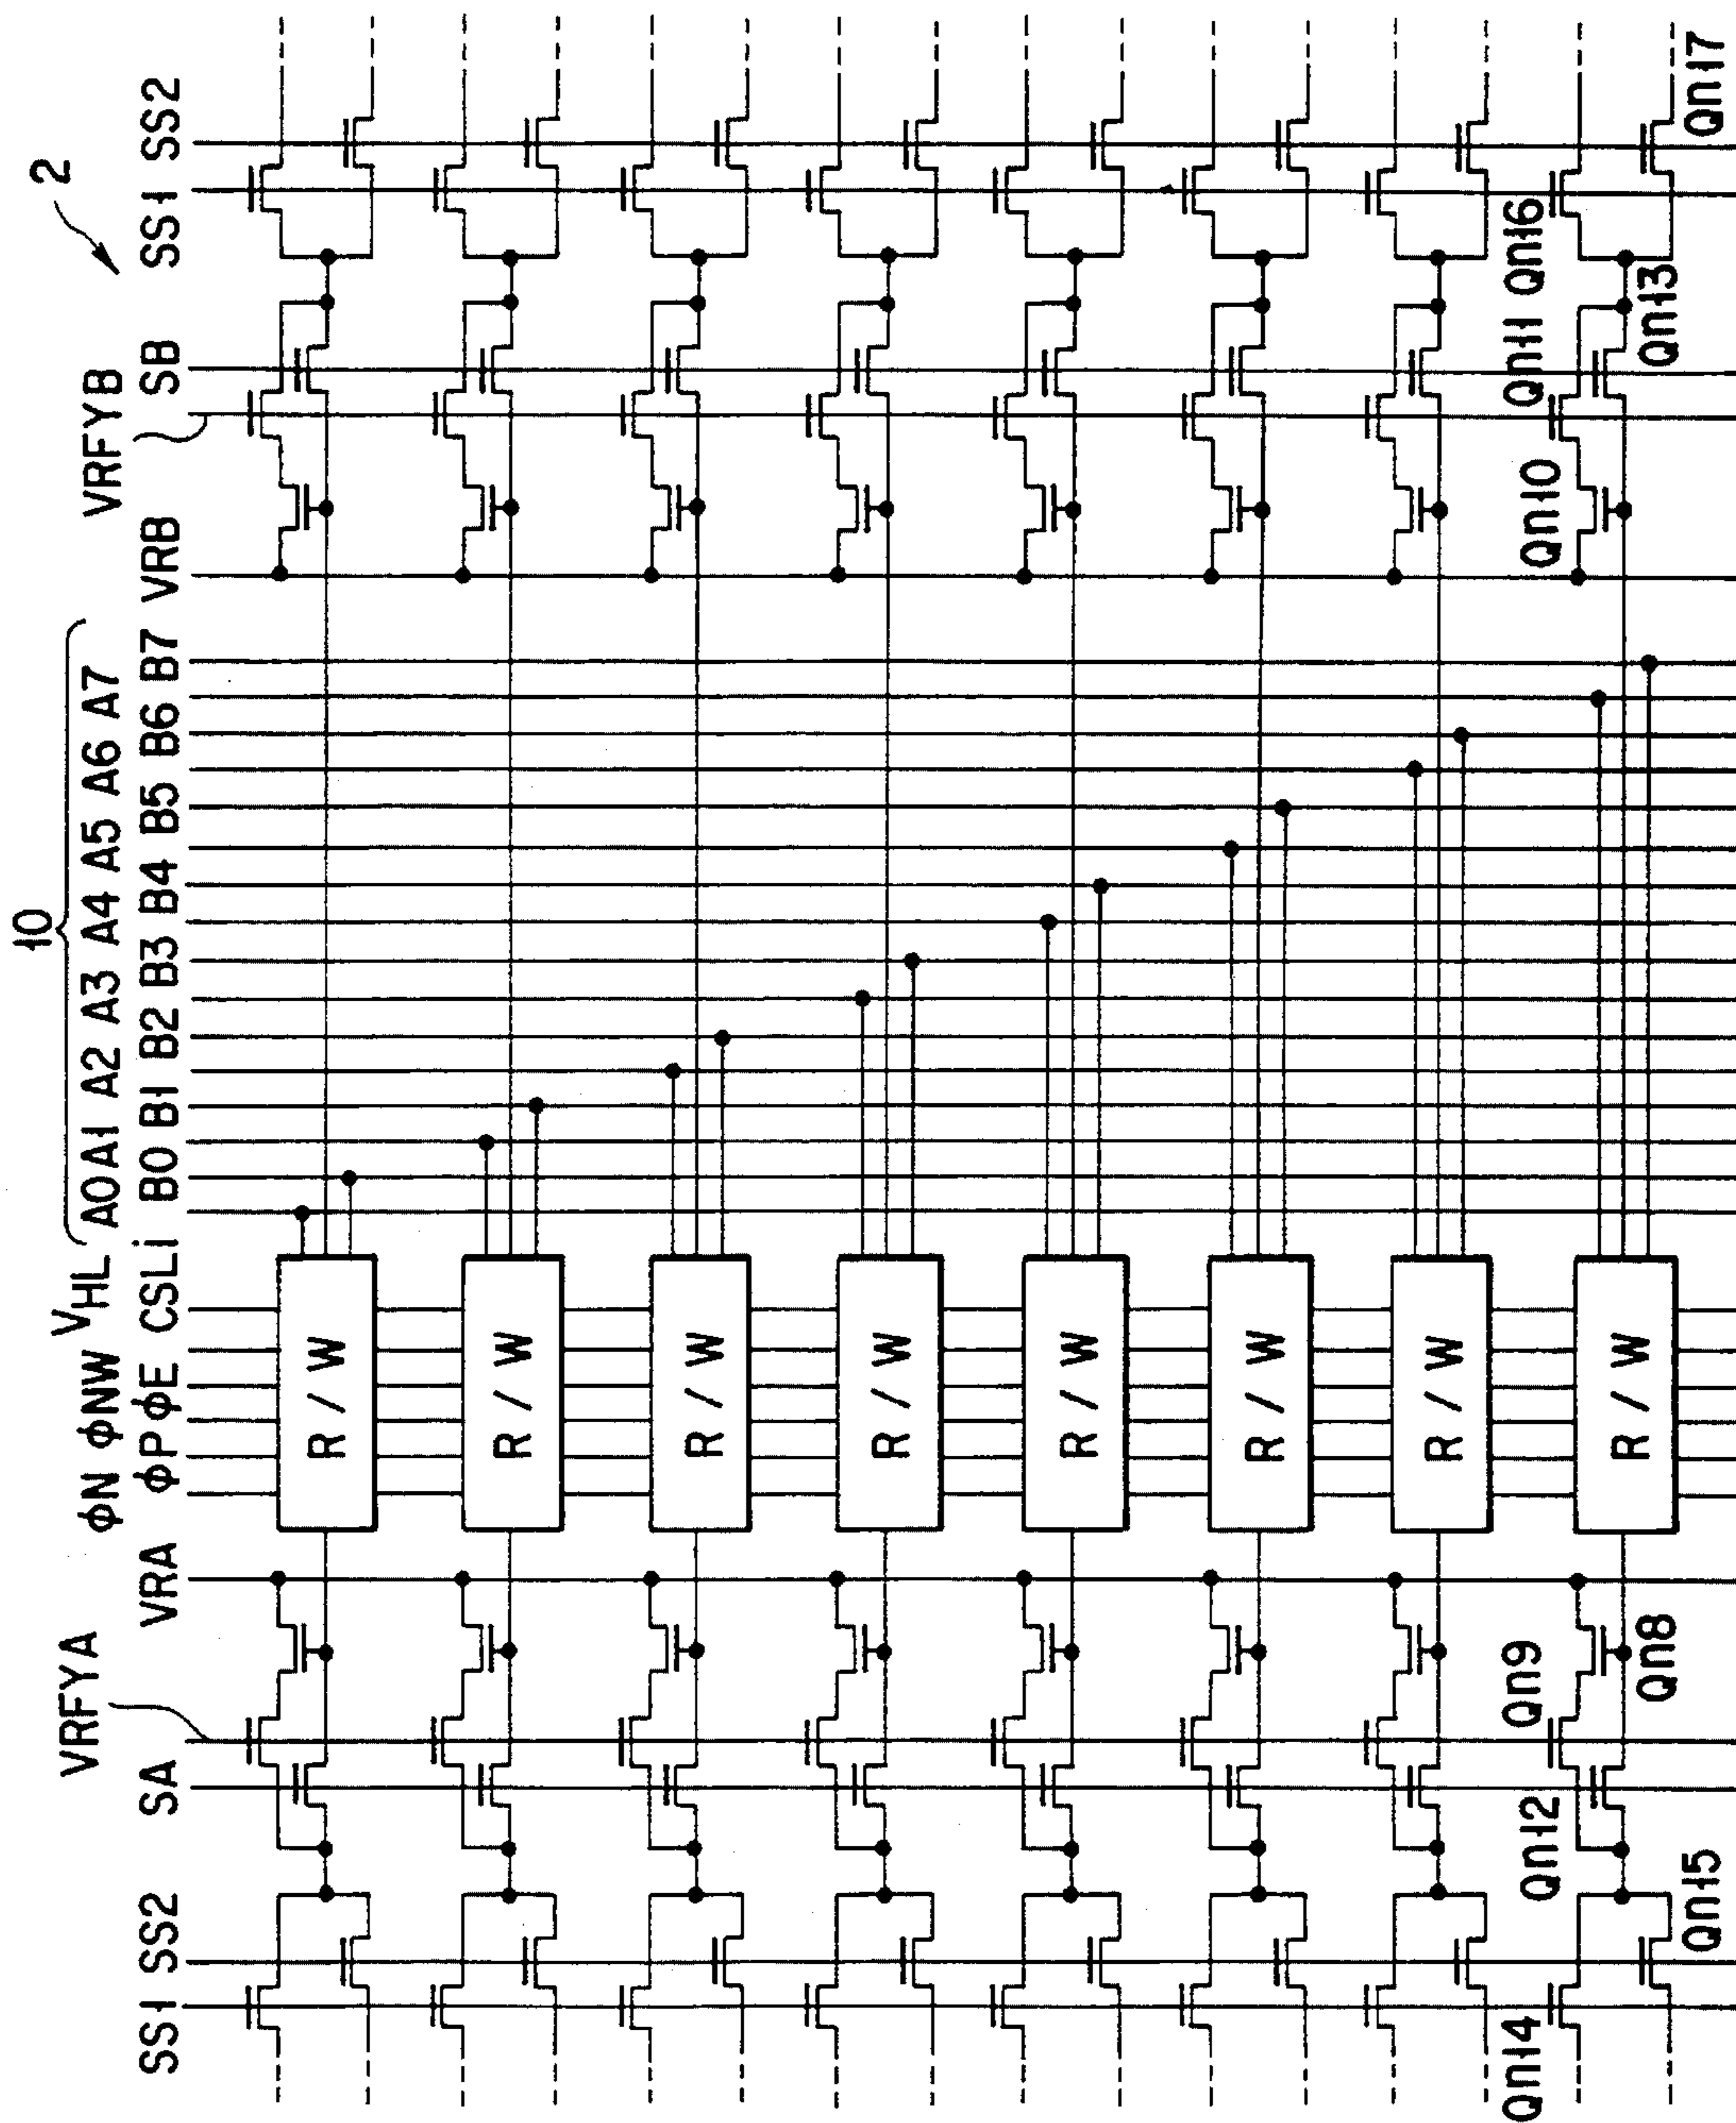 10
2
VRFYA
ΦN ΦNW VHL
A0 A1 A2 A3 A4 A5 A6 A7
VRFYB
SS1 SS2 SA VRA ΦP ΦE CSLi B0 B1 B2 B3 B4 B5 B6 B7 VRB SB SS1 SS2
R / W
R / W
R / W
R / W
R / W
R / W
R / W
R / W
Qn14 Qn12 Qn9 Qn10 Qn11 Qn16
Qn15 Qn8 Qn13 Qn17